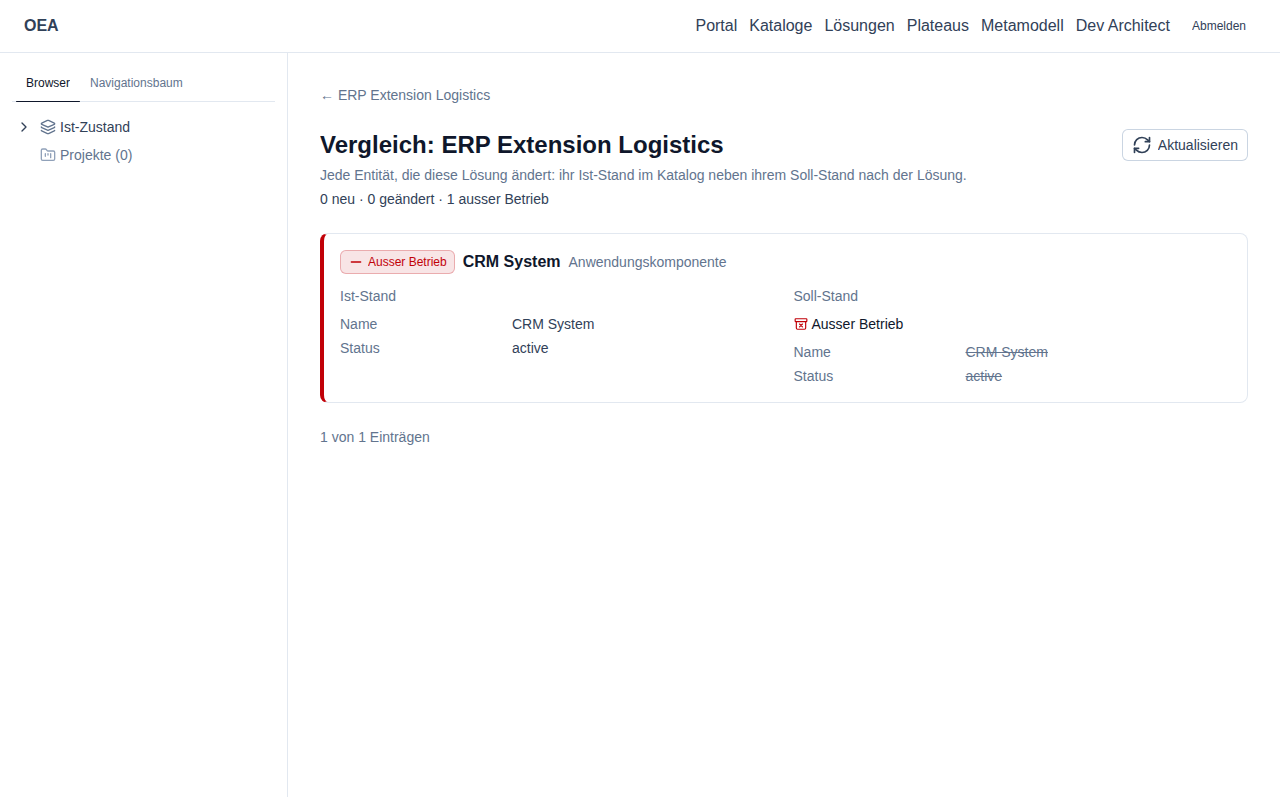 OEA
Portal Kataloge Lösungen Plateaus Metamodell Dev Architect Abmelden
Browser Navigationsbaum
Ist-Zustand
Projekte (0)
← ERP Extension Logistics
Vergleich: ERP Extension Logistics
Aktualisieren
Jede Entität, die diese Lösung ändert: ihr Ist-Stand im Katalog neben ihrem Soll-Stand nach der Lösung.
0 neu · 0 geändert · 1 ausser Betrieb
Ausser Betrieb CRM System Anwendungskomponente
Ist-Stand
Name CRM System
Status active
Soll-Stand
Ausser Betrieb
Name CRM System
Status active
1 von 1 Einträgen